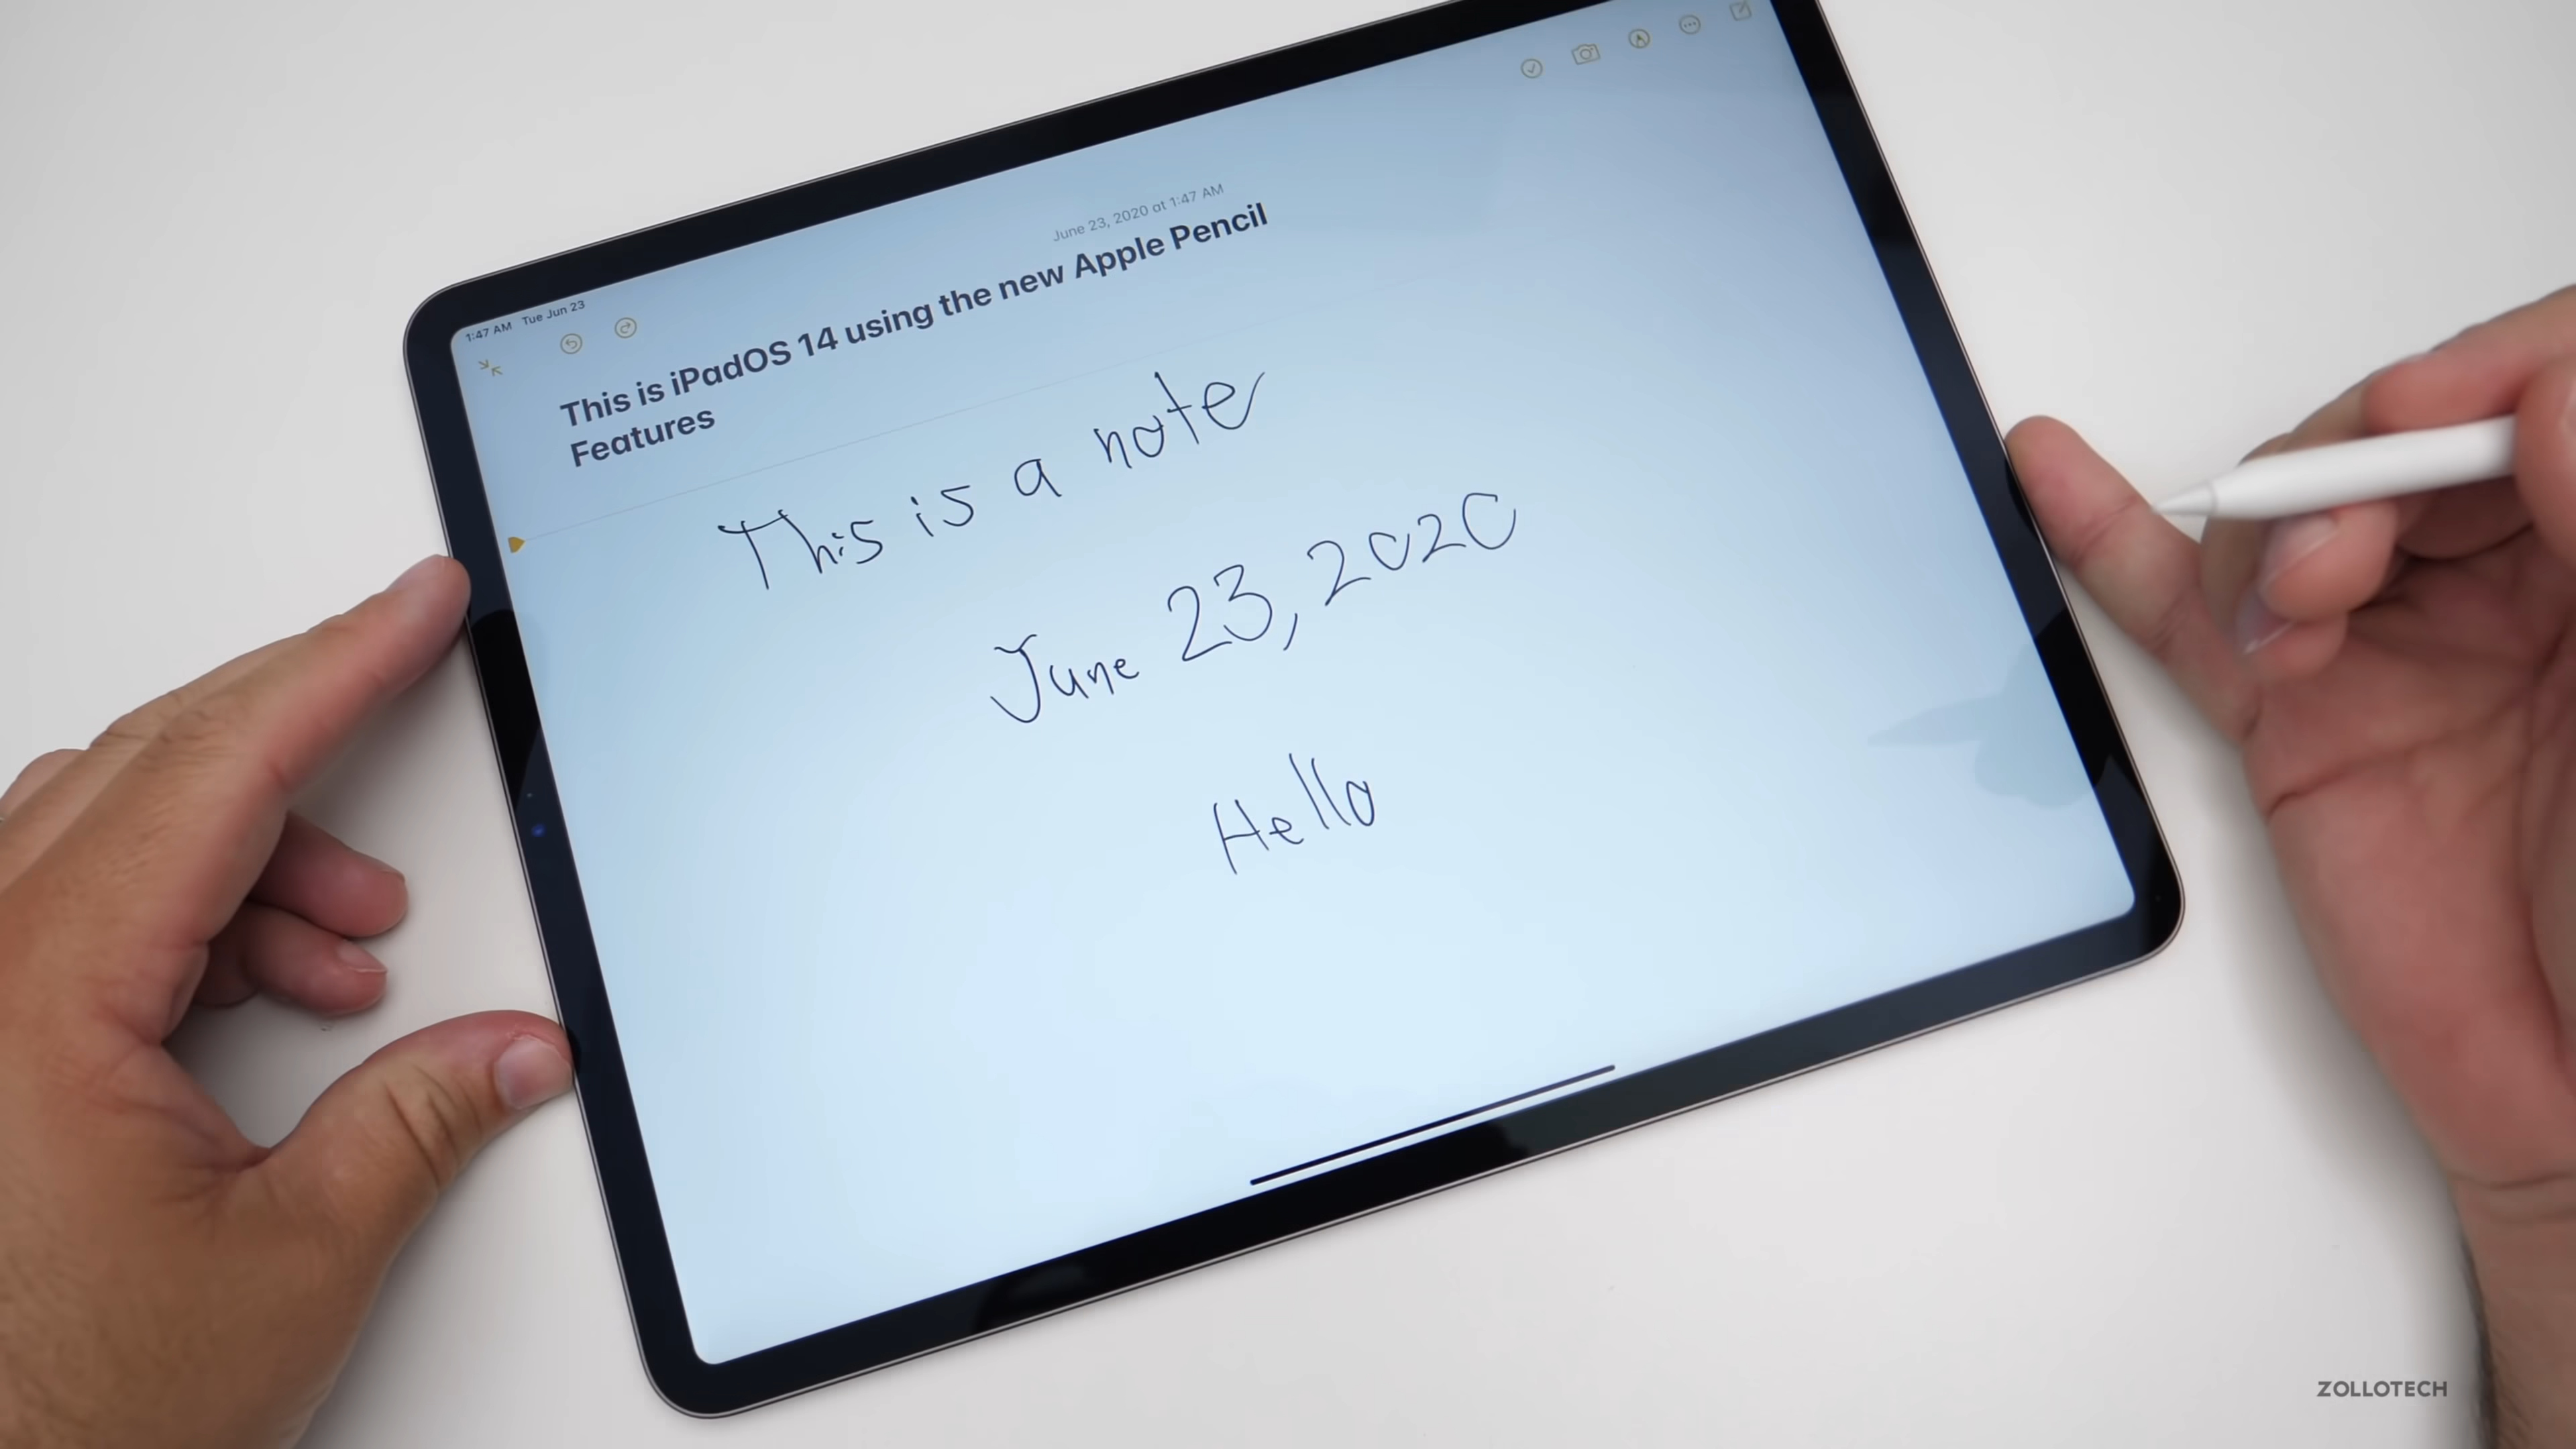 1:47 AM Tue Jun 23
June 23, 2020 at 1:47 AM
This is iPadOS 14 using the new Apple Pencil
Features
This is a note
June 23, 2020
Hello
ZOLLOTECH